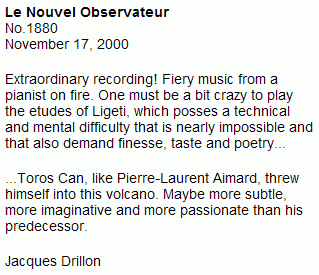 Le Nouvel Observateur
No.1880
November 17, 2000
Extraordinary recording! Fiery music from a
pianist on fire. One must be a bit crazy to play
the etudes of Ligeti, which posses a technical
and mental difficulty that is nearly impossible and
that also demand finesse, taste and poetry...
...Toros Can, like Pierre-Laurent Aimard, threw
himself into this volcano. Maybe more subtle,
more imaginative and more passionate than his
predecessor.
Jacques Drillon